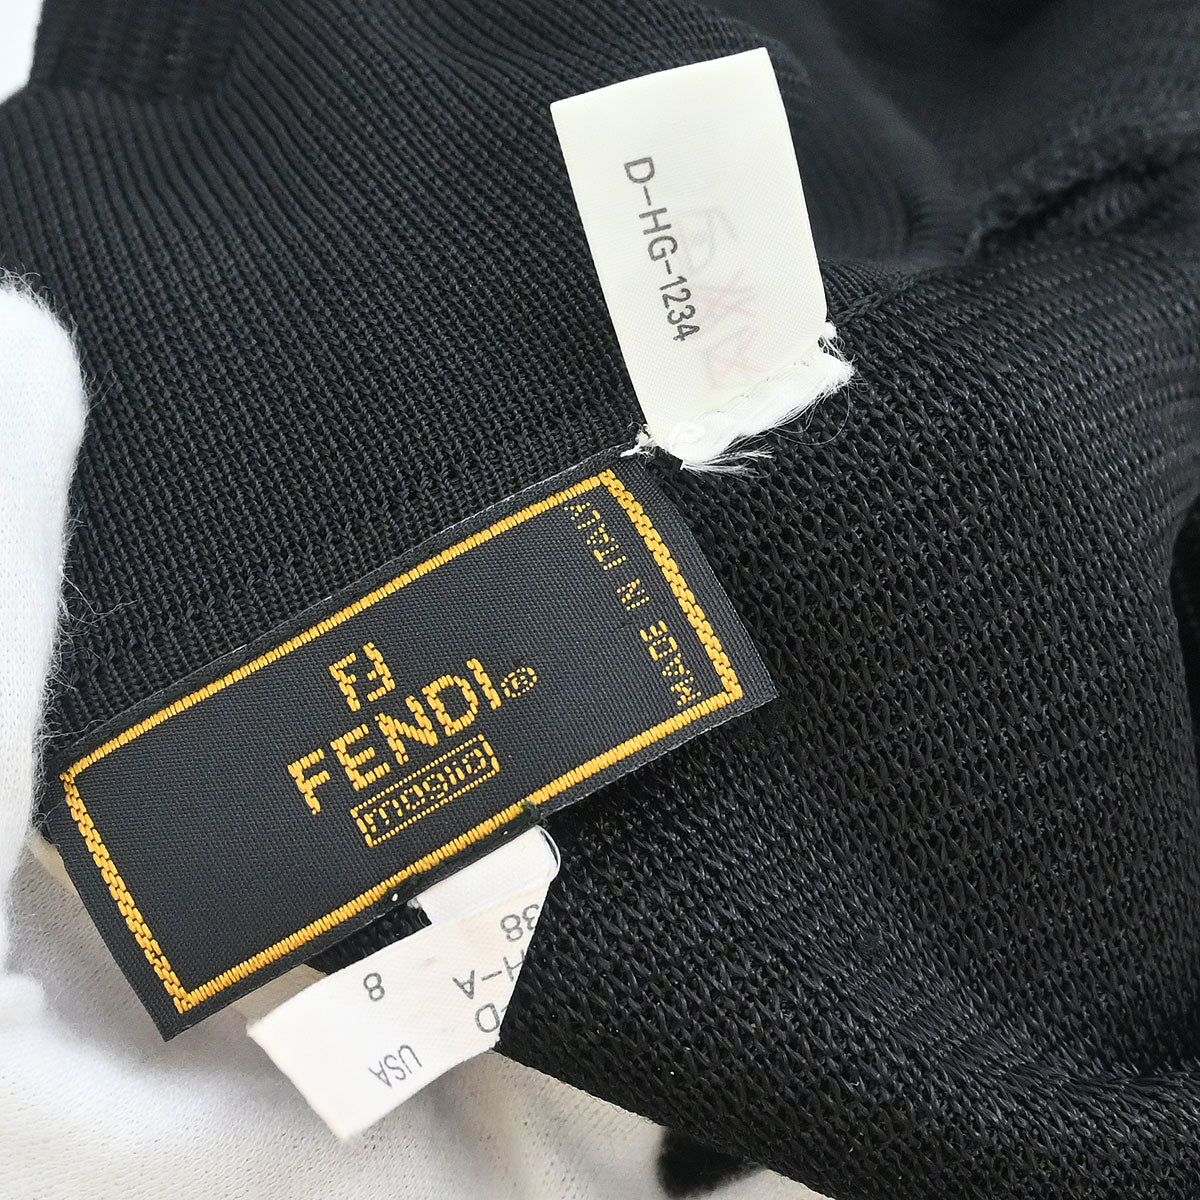 D-HG-1234
MADE IN ITALY
FF
FENDI®
maglia
38
H-A
D
8
USA